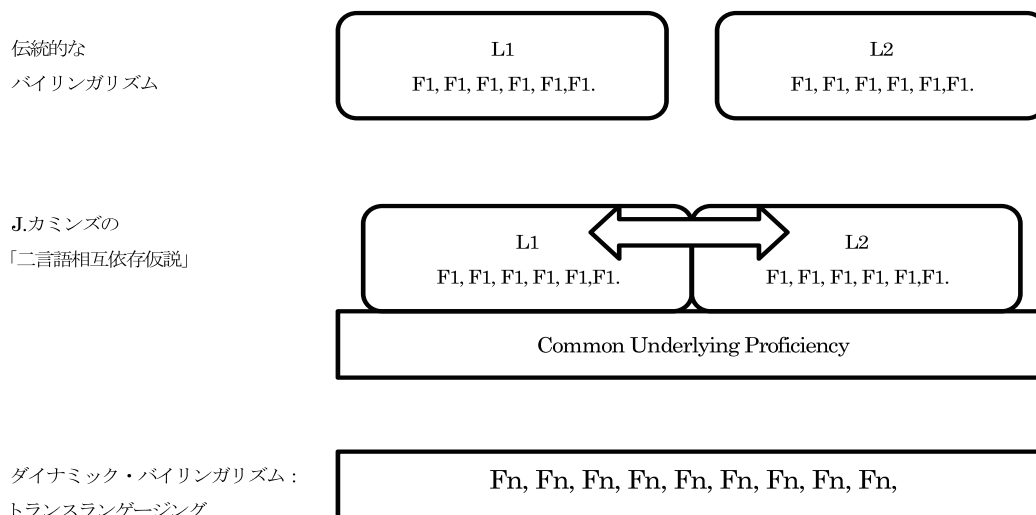 伝統的な
バイリンガリズム
L1
F1, F1, F1, F1, F1,F1.
L2
F1, F1, F1, F1, F1,F1.
J.カミンズの
「二言語相互依存仮説」
L1
F1, F1, F1, F1, F1,F1.
L2
F1, F1, F1, F1, F1,F1.
Common Underlying Proficiency
ダイナミック・バイリンガリズム：
トランスランゲージング
Fn, Fn, Fn, Fn, Fn, Fn, Fn, Fn, Fn,